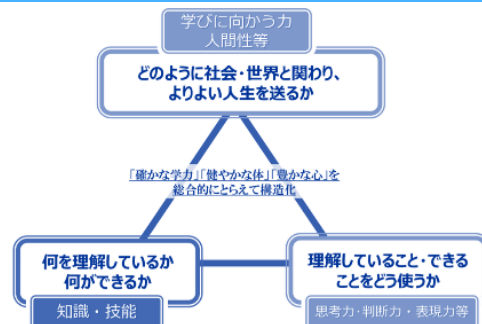 学びに向かう力
人間性等
どのように社会・世界と関わり、
よりよい人生を送るか
「確かな学力」「健やかな体」「豊かな心」を
総合的にとらえて構造化
何を理解しているか
何ができるか
知識・技能
理解していること・できる
ことをどう使うか
思考力・判断力・表現力等